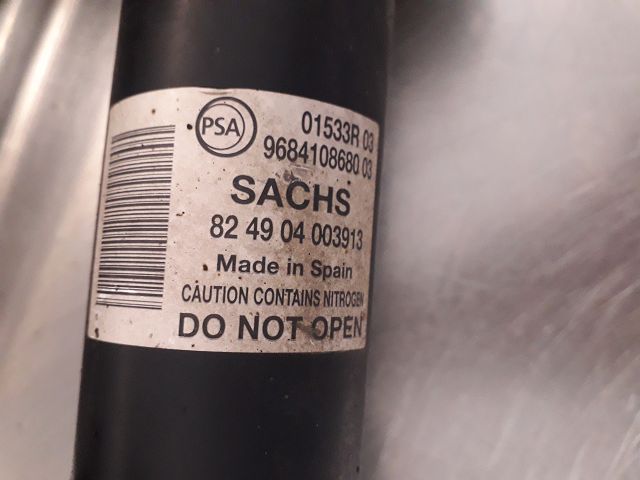 PSA
01533R 03
9684108680 03
SACHS
82 49 04 003913
Made in Spain
CAUTION CONTAINS NITROGEN
DO NOT OPEN